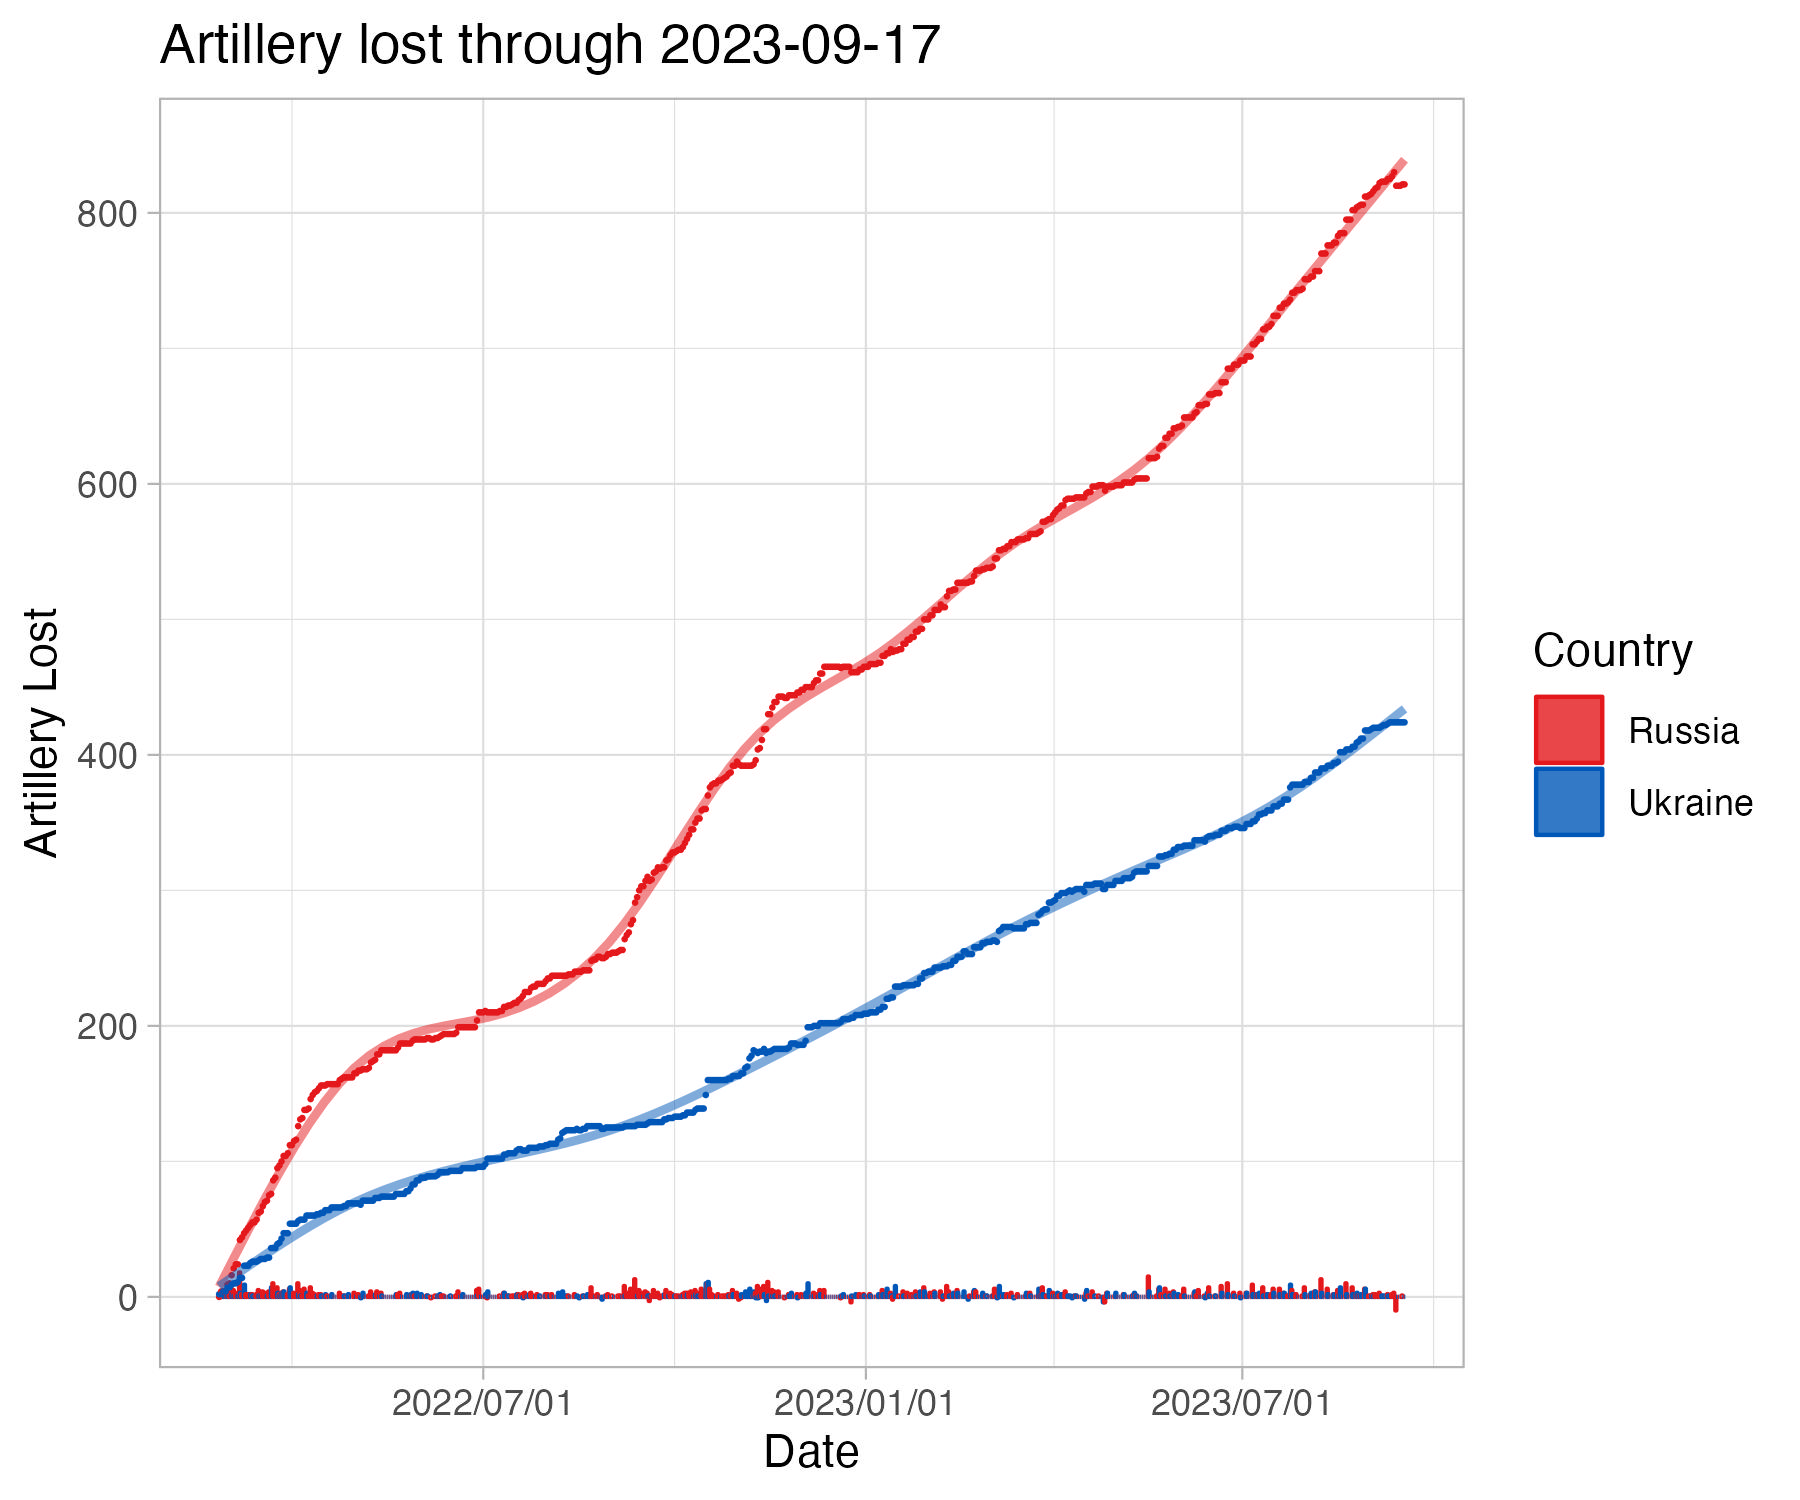 Artillery lost through 2023-09-17
Artillery Lost
800
600
400
200
0
2022/07/01
2023/01/01
2023/07/01
Date
Country
Russia
Ukraine